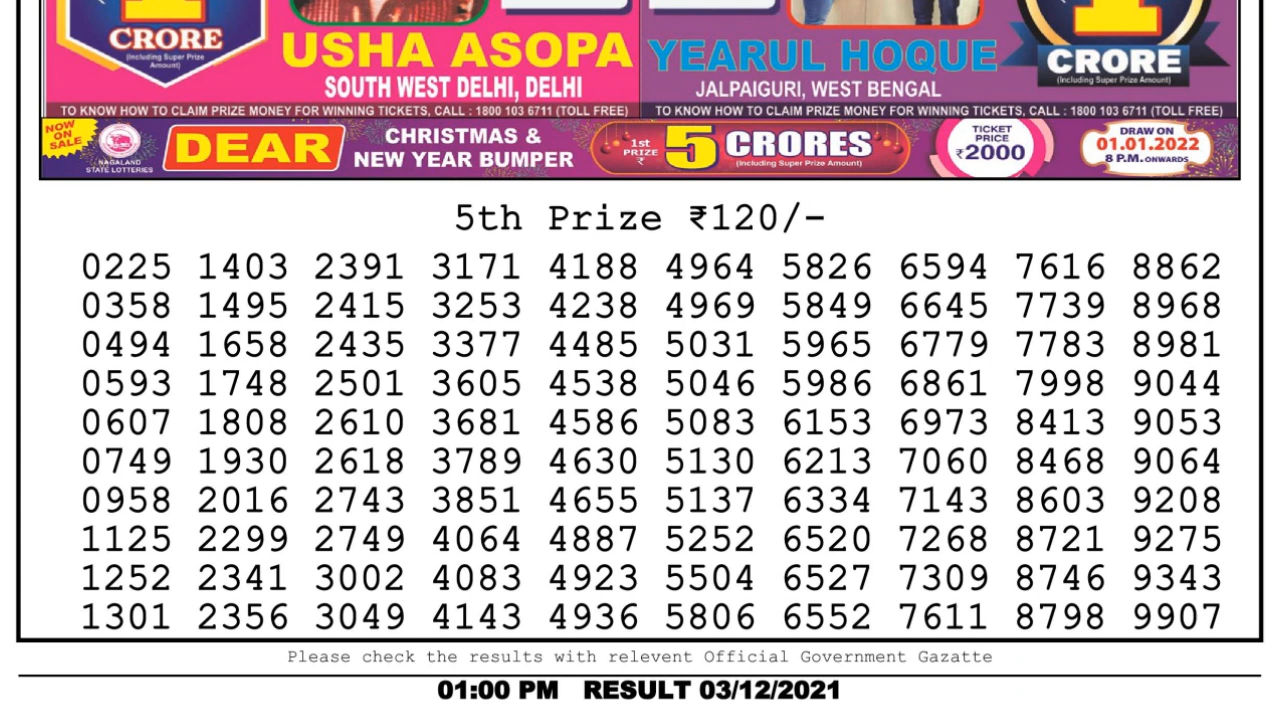 1
CRORE
(Including Super Prize
Amount)
USHA ASOPA
SOUTH WEST DELHI, DELHI
YEARUL HOQUE
JALPAIGURI, WEST BENGAL
1
CRORE
(Including Super Prize Amount)
TO KNOW HOW TO CLAIM PRIZE MONEY FOR WINNING TICKETS, CALL : 1800 103 6711 (TOLL FREE)
TO KNOW HOW TO CLAIM PRIZE MONEY FOR WINNING TICKETS, CALL : 1800 103 6711 (TOLL FREE)
NOW
ON
SALE
NAGALAND
STATE LOTTERIES
DEAR
CHRISTMAS &
NEW YEAR BUMPER
1st
PRIZE
₹
5 CRORES
(Including Super Prize Amount)
TICKET
PRICE
₹2000
DRAW ON
01.01.2022
8 P.M. ONWARDS
5th Prize ₹120/-
0225 1403 2391 3171 4188 4964 5826 6594 7616 8862
0358 1495 2415 3253 4238 4969 5849 6645 7739 8968
0494 1658 2435 3377 4485 5031 5965 6779 7783 8981
0593 1748 2501 3605 4538 5046 5986 6861 7998 9044
0607 1808 2610 3681 4586 5083 6153 6973 8413 9053
0749 1930 2618 3789 4630 5130 6213 7060 8468 9064
0958 2016 2743 3851 4655 5137 6334 7143 8603 9208
1125 2299 2749 4064 4887 5252 6520 7268 8721 9275
1252 2341 3002 4083 4923 5504 6527 7309 8746 9343
1301 2356 3049 4143 4936 5806 6552 7611 8798 9907
Please check the results with relevent Official Government Gazatte
01:00 PM RESULT 03/12/2021